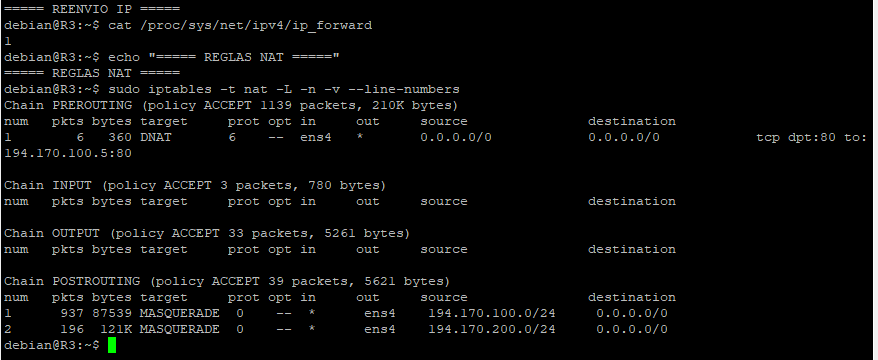 ===== REENVIO IP =====
debian@R3:~$ cat /proc/sys/net/ipv4/ip_forward
1
debian@R3:~$ echo "===== REGLAS NAT ====="
===== REGLAS NAT =====
debian@R3:~$ sudo iptables -t nat -L -n -v --line-numbers
Chain PREROUTING (policy ACCEPT 1139 packets, 210K bytes)
num   pkts bytes target     prot opt in     out     source               destination
1        6   360 DNAT       6    --  ens4   *       0.0.0.0/0            0.0.0.0/0            tcp dpt:80 to:
194.170.100.5:80

Chain INPUT (policy ACCEPT 3 packets, 780 bytes)
num   pkts bytes target     prot opt in     out     source               destination

Chain OUTPUT (policy ACCEPT 33 packets, 5261 bytes)
num   pkts bytes target     prot opt in     out     source               destination

Chain POSTROUTING (policy ACCEPT 39 packets, 5621 bytes)
num   pkts bytes target     prot opt in     out     source               destination
1      937 87539 MASQUERADE  0    --  *      ens4    194.170.100.0/24     0.0.0.0/0
2      196  121K MASQUERADE  0    --  *      ens4    194.170.200.0/24     0.0.0.0/0
debian@R3:~$